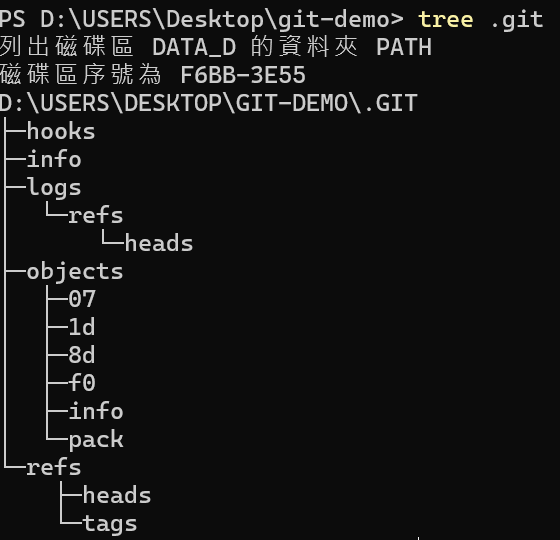 PS D:\USERS\Desktop\git-demo> tree .git
列出磁碟區 DATA_D 的資料夾 PATH
磁碟區序號為 F6BB-3E55
D:\USERS\DESKTOP\GIT-DEMO\.GIT
├─hooks
├─info
├─logs
│  └─refs
│      └─heads
├─objects
│  ├─07
│  ├─1d
│  ├─8d
│  ├─f0
│  ├─info
│  └─pack
└─refs
    ├─heads
    └─tags